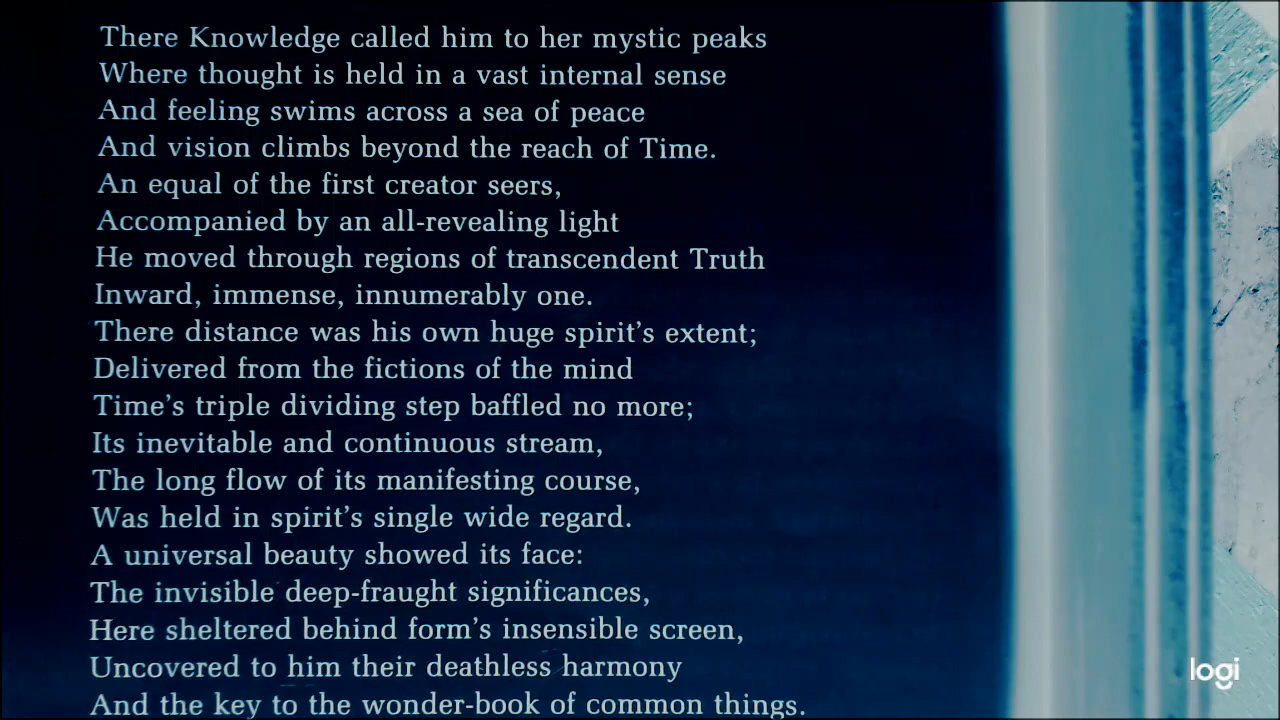 There Knowledge called him to her mystic peaks
Where thought is held in a vast internal sense
And feeling swims across a sea of peace
And vision climbs beyond the reach of Time.
An equal of the first creator seers,
Accompanied by an all-revealing light
He moved through regions of transcendent Truth
Inward, immense, innumerably one.
There distance was his own huge spirit's extent;
Delivered from the fictions of the mind
Time's triple dividing step baffled no more;
Its inevitable and continuous stream,
The long flow of its manifesting course,
Was held in spirit's single wide regard.
A universal beauty showed its face:
The invisible deep-fraught significances,
Here sheltered behind form's insensible screen,
Uncovered to him their deathless harmony
And the key to the wonder-book of common things.
logi